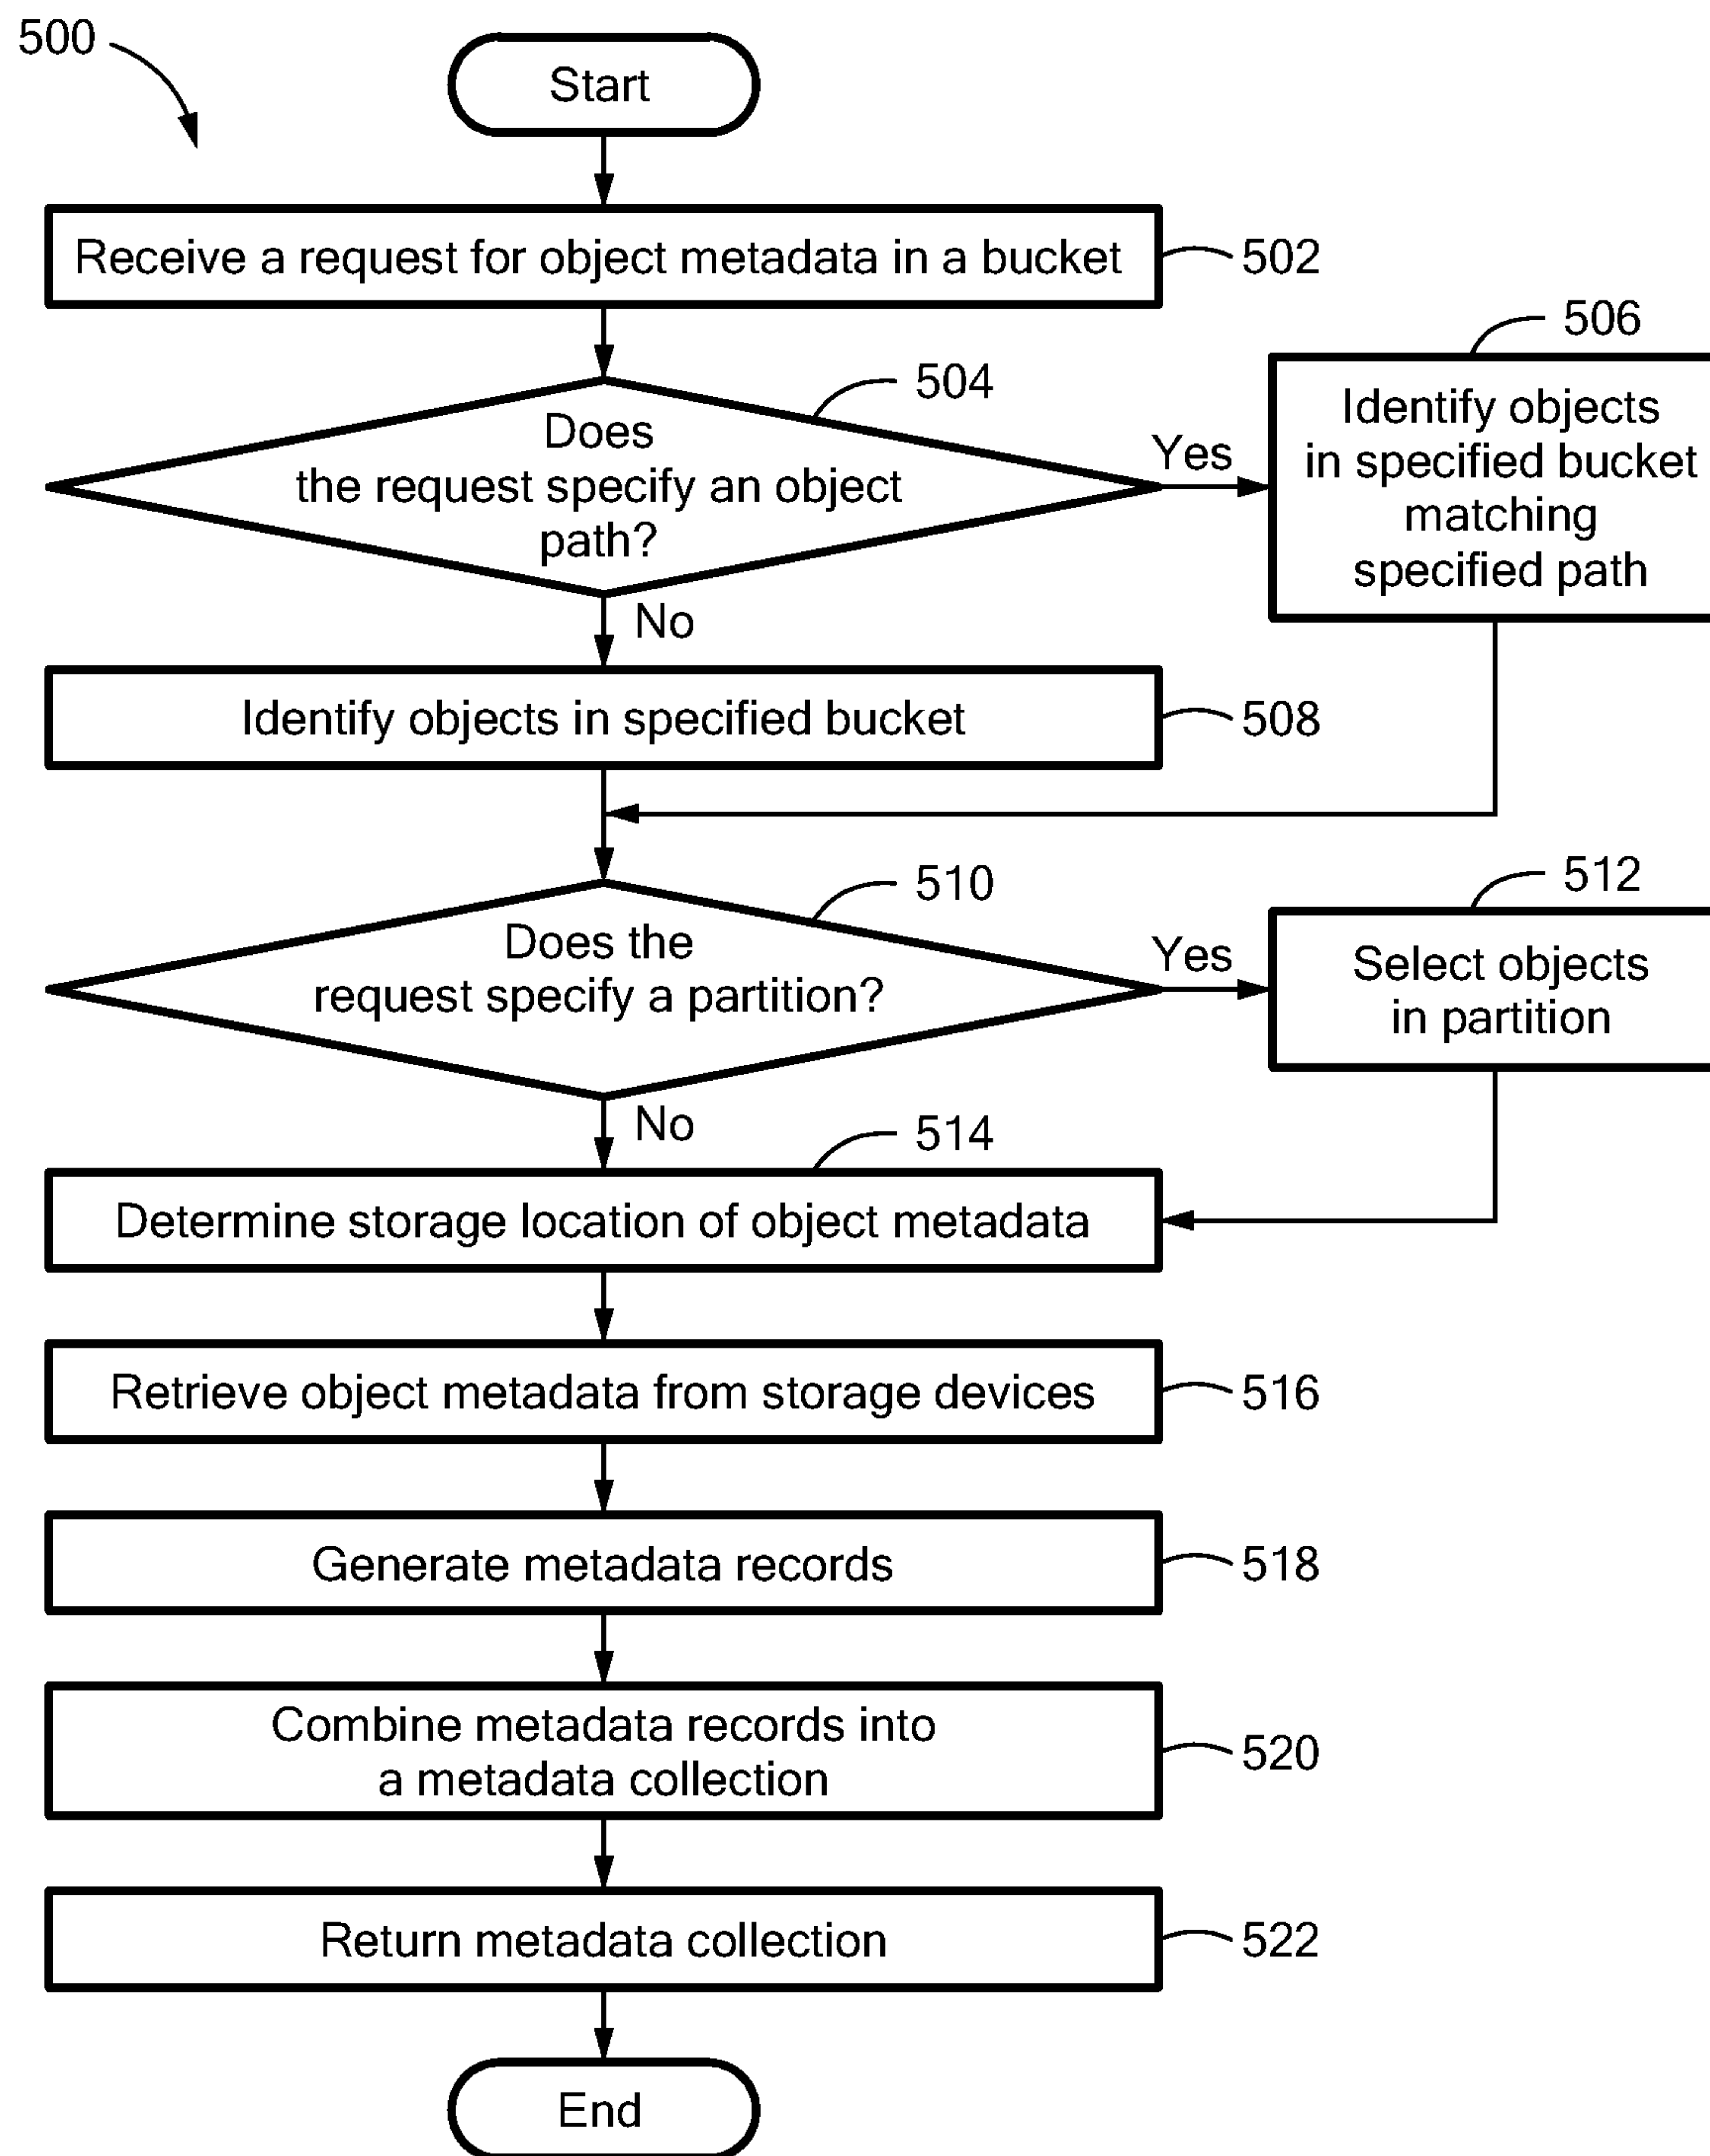 500
Start
Receive a request for object metadata in a bucket
502
504
Does
the request specify an object
path?
Yes
506
Identify objects
in specified bucket
matching
specified path
No
Identify objects in specified bucket
508
510
Does the
request specify a partition?
Yes
512
Select objects
in partition
No
514
Determine storage location of object metadata
Retrieve object metadata from storage devices
516
Generate metadata records
518
Combine metadata records into
a metadata collection
520
Return metadata collection
522
End